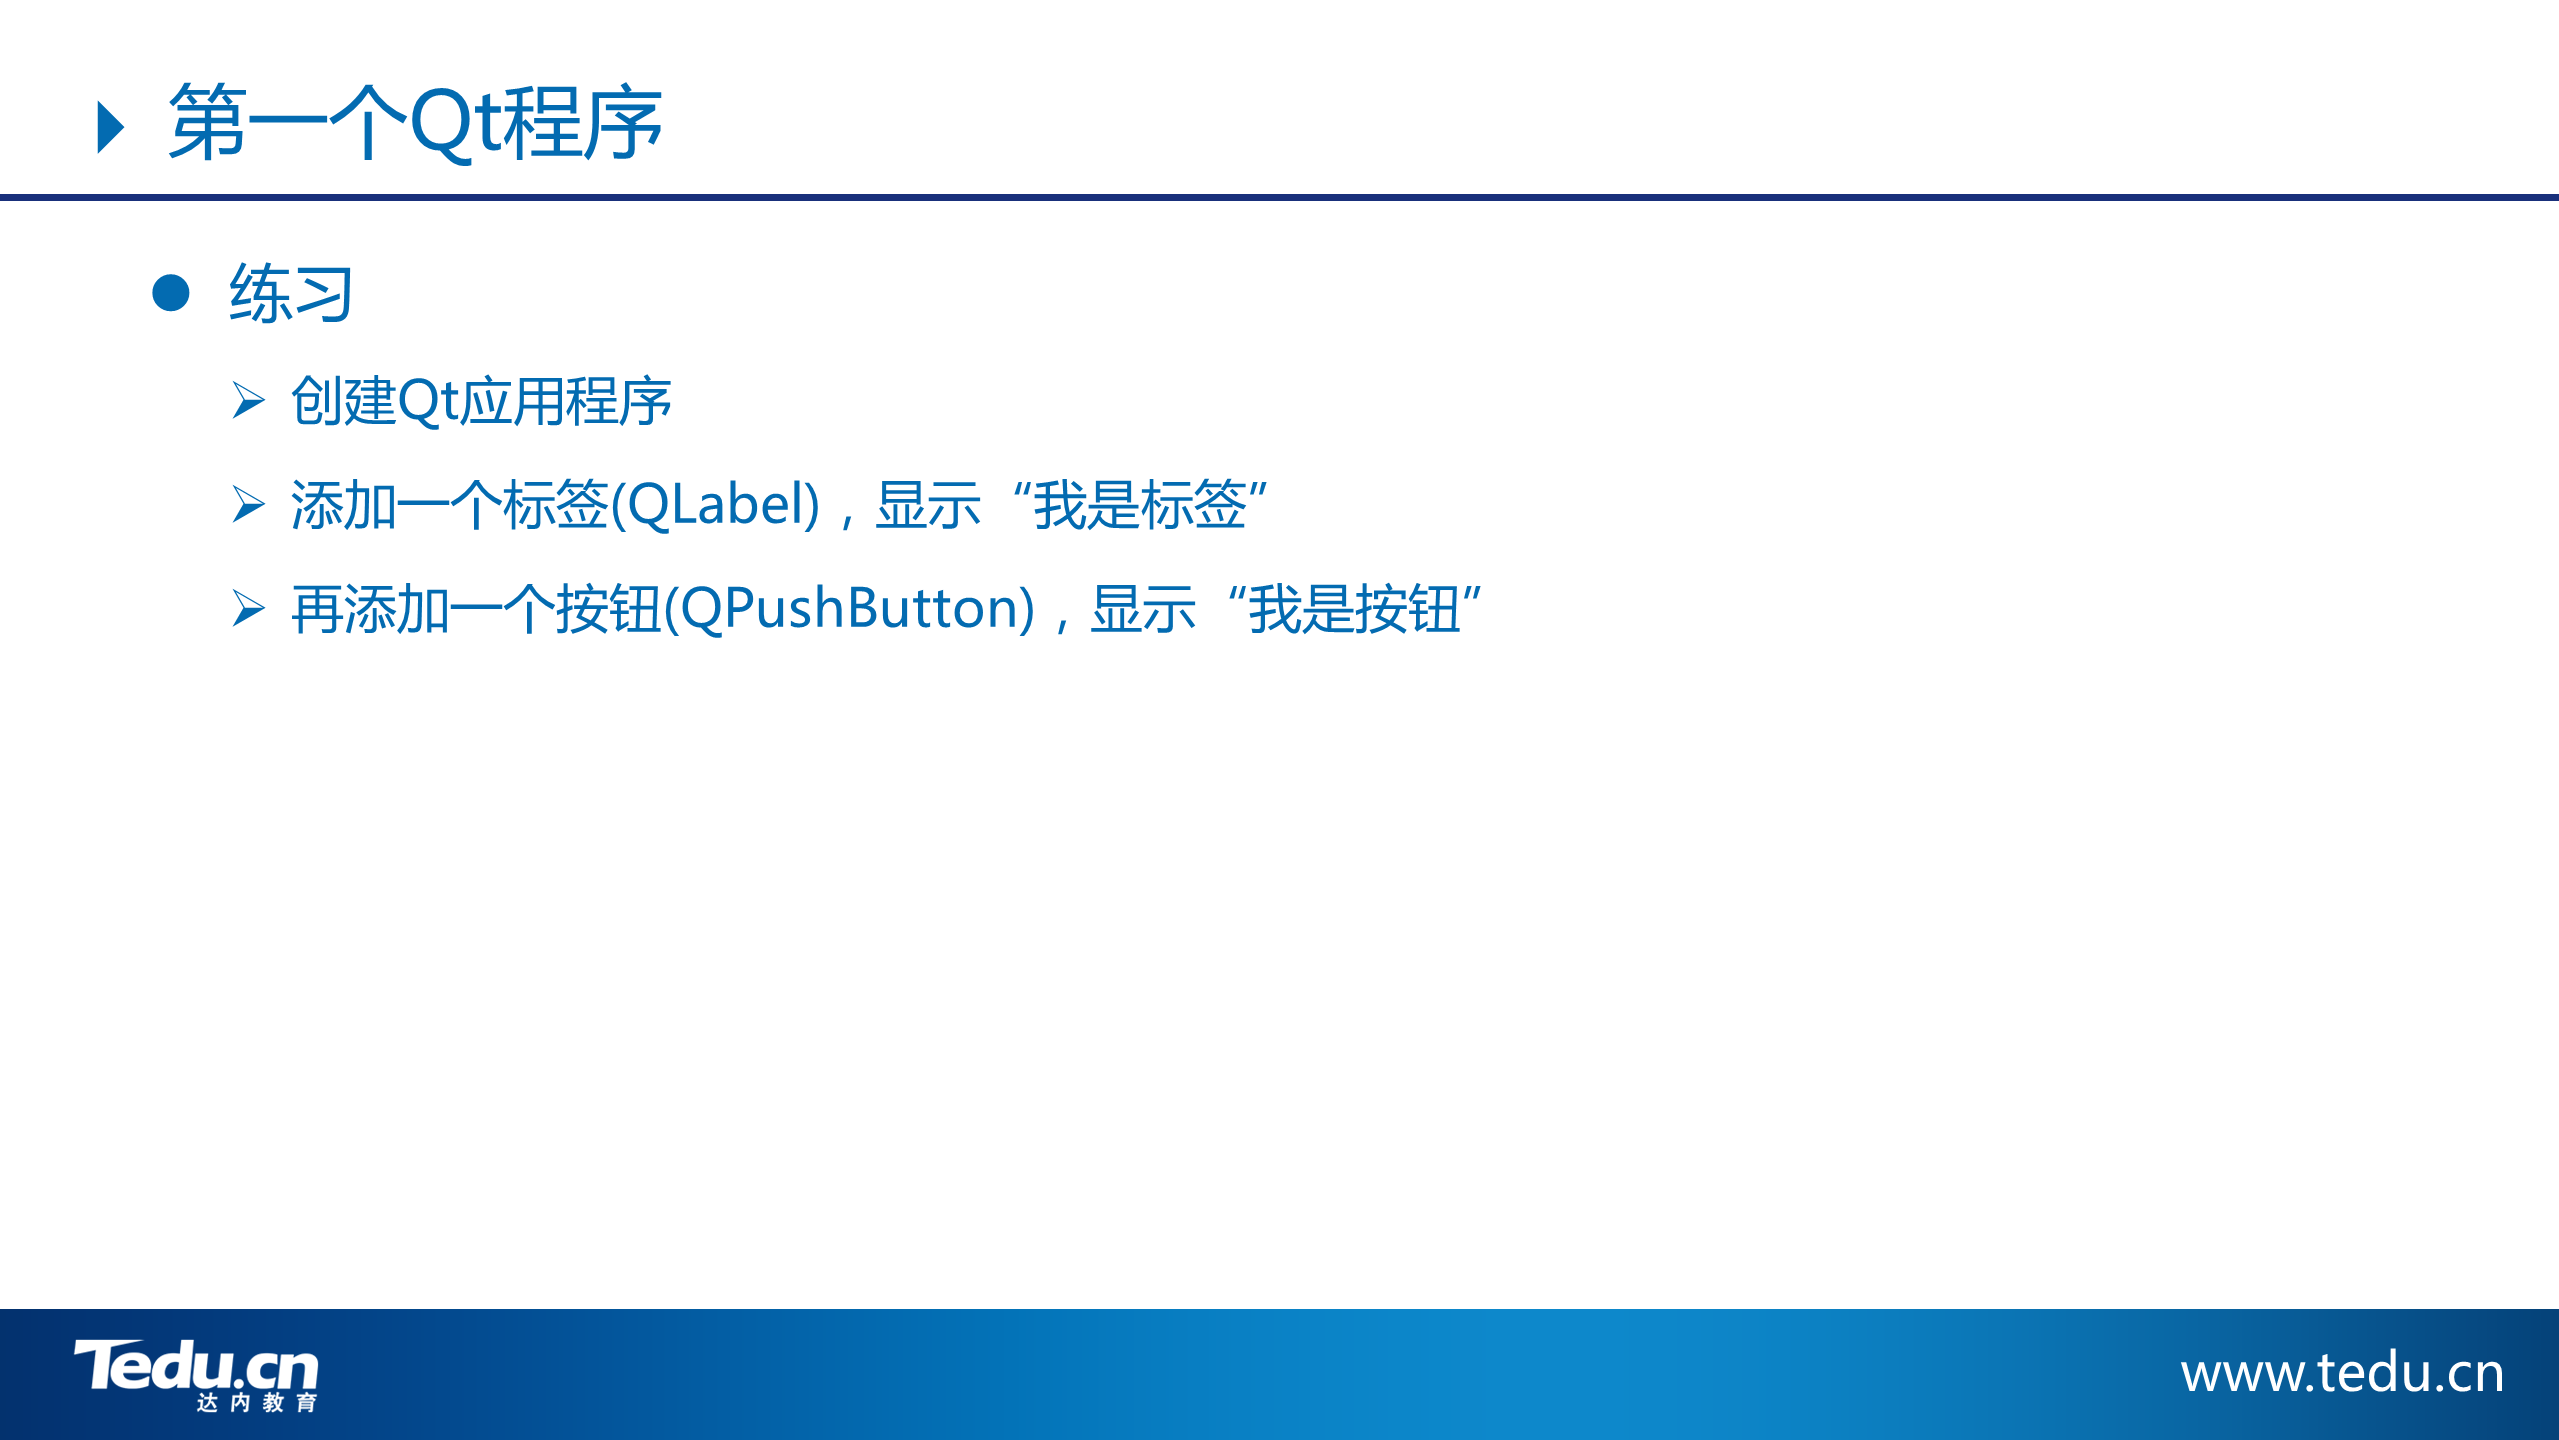 第一个Qt程序
练习
创建Qt应用程序
添加一个标签(QLabel)，显示“我是标签”
再添加一个按钮(QPushButton)，显示“我是按钮”
Tedu.cn
达内教育
www.tedu.cn